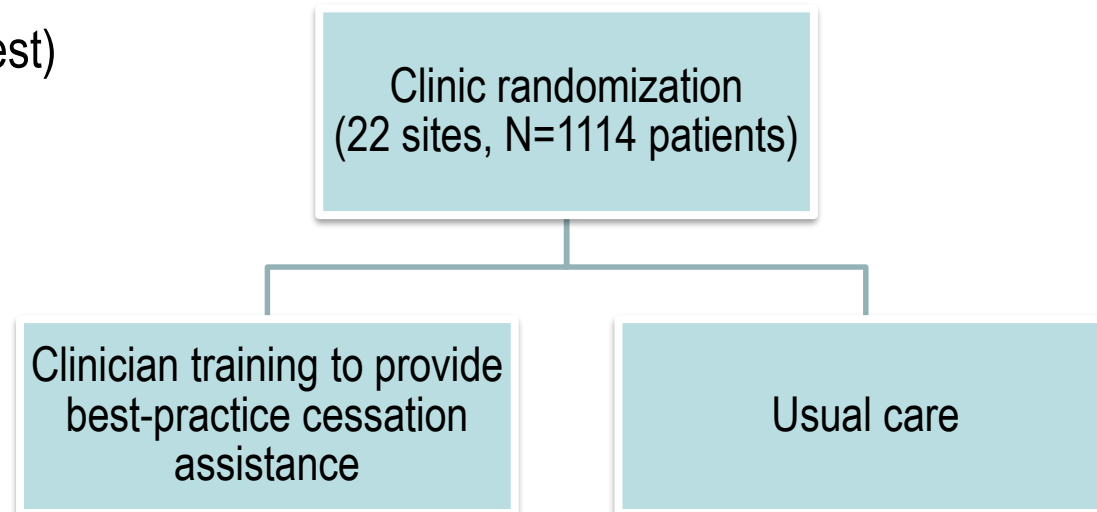 est)
Clinic randomization
(22 sites, N=1114 patients)
Clinician training to provide
best-practice cessation
assistance
Usual care